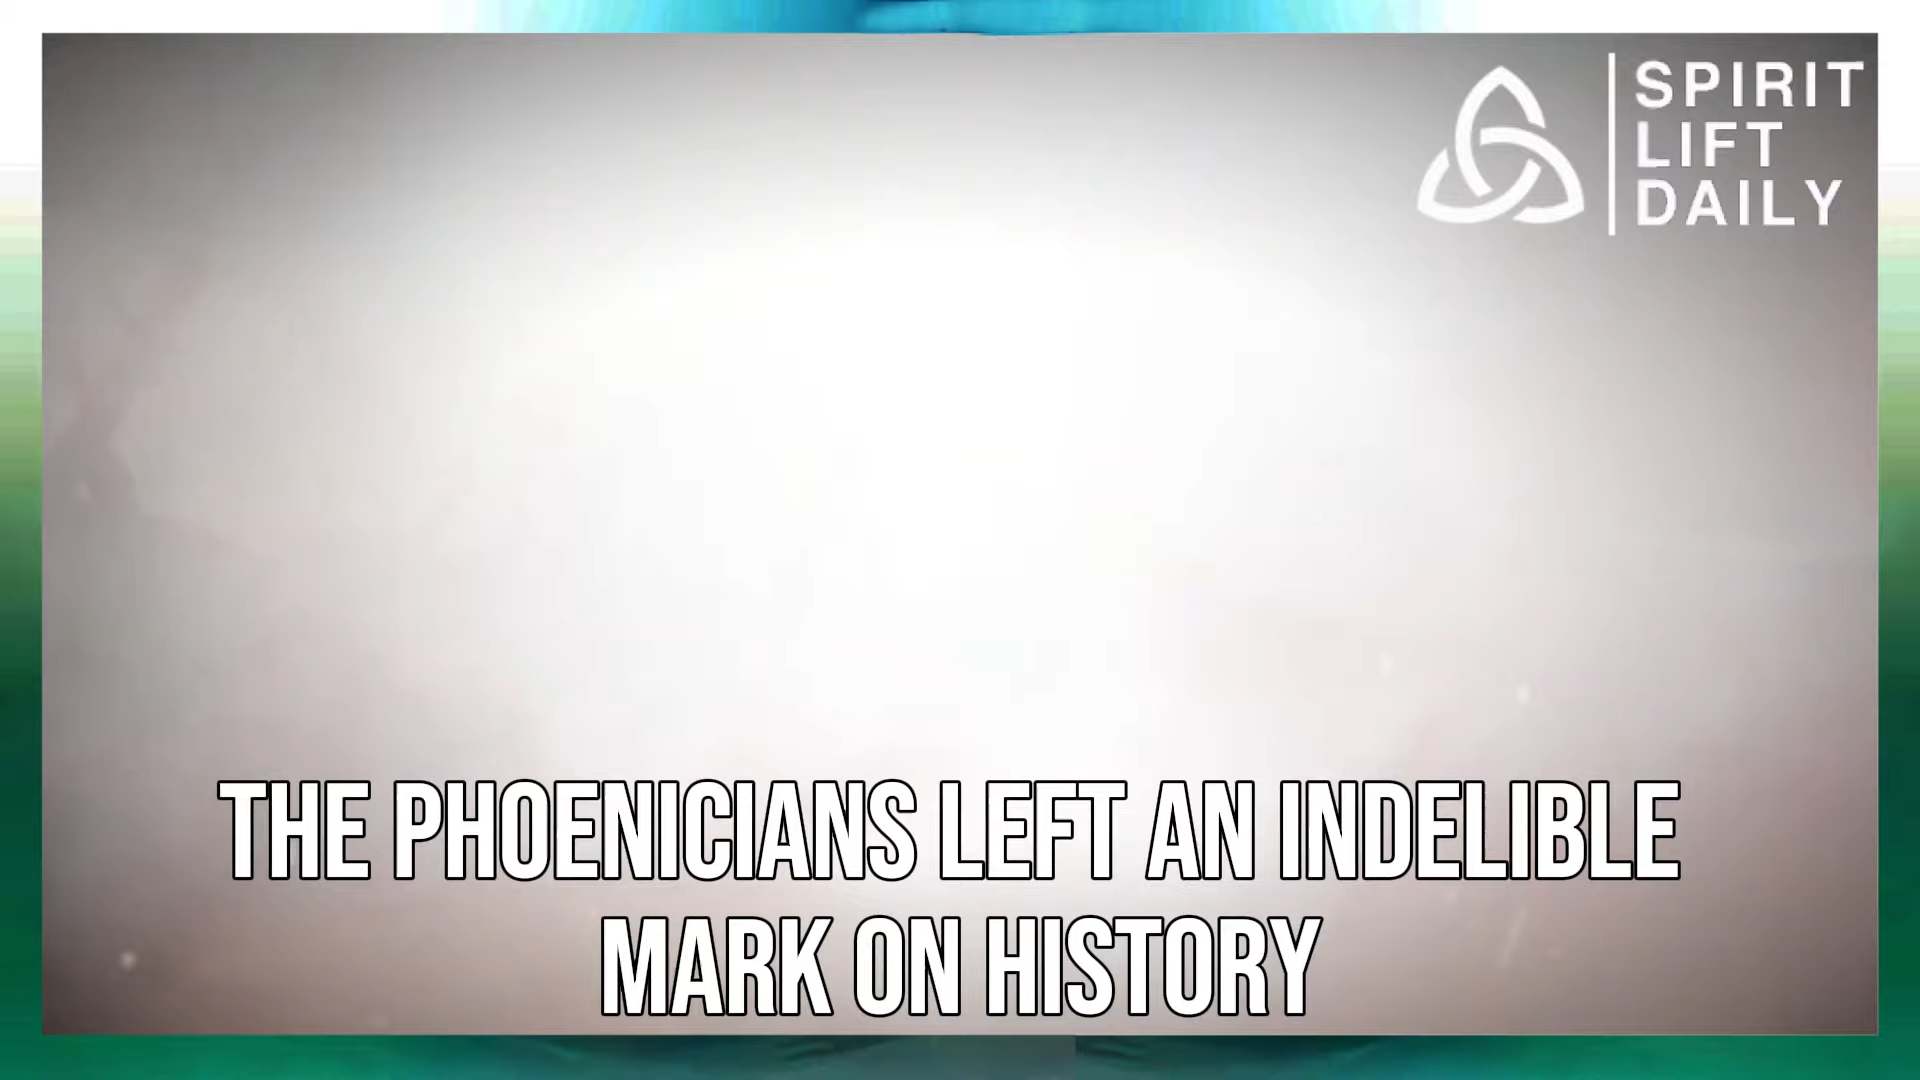 SPIRIT
LIFT
DAILY
THE PHOENICIANS LEFT AN INDELIBLE
MARK ON HISTORY